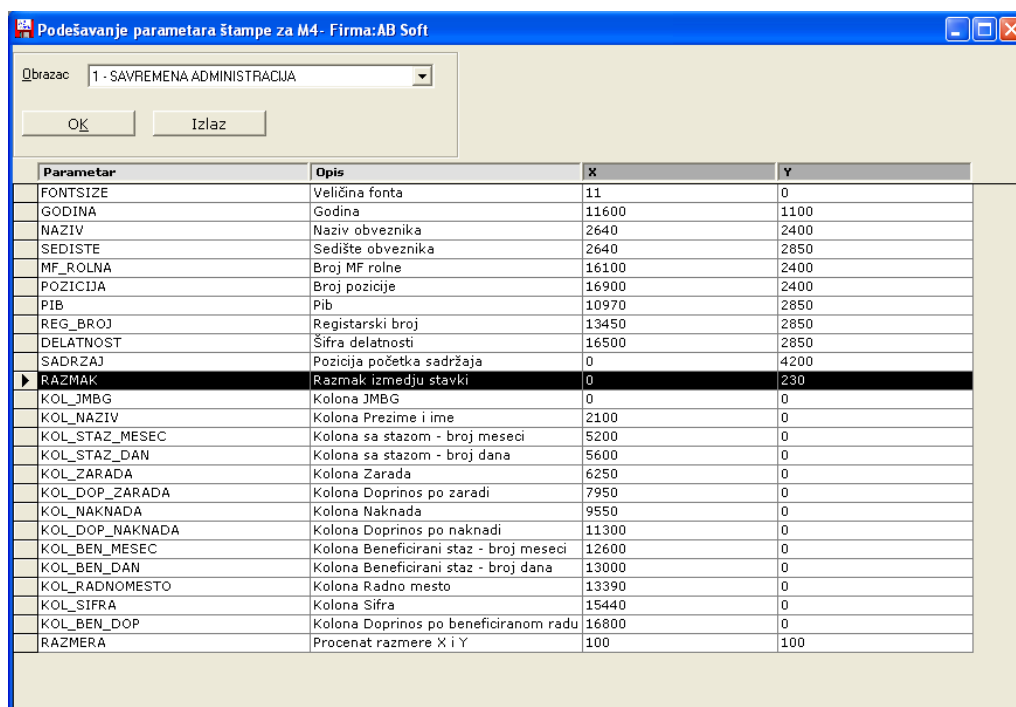 Podešavanje parametara štampe za M4- Firma:AB Soft
Obrazac 1 - SAVREMENA ADMINISTRACIJA
OK Izlaz
Parametar Opis X Y
FONTSIZE Veličina fonta 11 0
GODINA Godina 11600 1100
NAZIV Naziv obveznika 2640 2400
SEDISTE Sedište obveznika 2640 2850
MF_ROLNA Broj MF rolne 16100 2400
POZICIJA Broj pozicije 16900 2400
PIB Pib 10970 2850
REG_BROJ Registarski broj 13450 2850
DELATNOST Šifra delatnosti 16500 2850
SADRZAJ Pozicija početka sadržaja 0 4200
RAZMAK Razmak izmedju stavki 0 230
KOL_JMBG Kolona JMBG 0 0
KOL_NAZIV Kolona Prezime i ime 2100 0
KOL_STAZ_MESEC Kolona sa stazom - broj meseci 5200 0
KOL_STAZ_DAN Kolona sa stazom - broj dana 5600 0
KOL_ZARADA Kolona Zarada 6250 0
KOL_DOP_ZARADA Kolona Doprinos po zaradi 7950 0
KOL_NAKNADA Kolona Naknada 9550 0
KOL_DOP_NAKNADA Kolona Doprinos po naknadi 11300 0
KOL_BEN_MESEC Kolona Beneficirani staz - broj meseci 12600 0
KOL_BEN_DAN Kolona Beneficirani staz - broj dana 13000 0
KOL_RADNOMESTO Kolona Radno mesto 13390 0
KOL_SIFRA Kolona Sifra 15440 0
KOL_BEN_DOP Kolona Doprinos po beneficiranom radu 16800 0
RAZMERA Procenat razmere X i Y 100 100